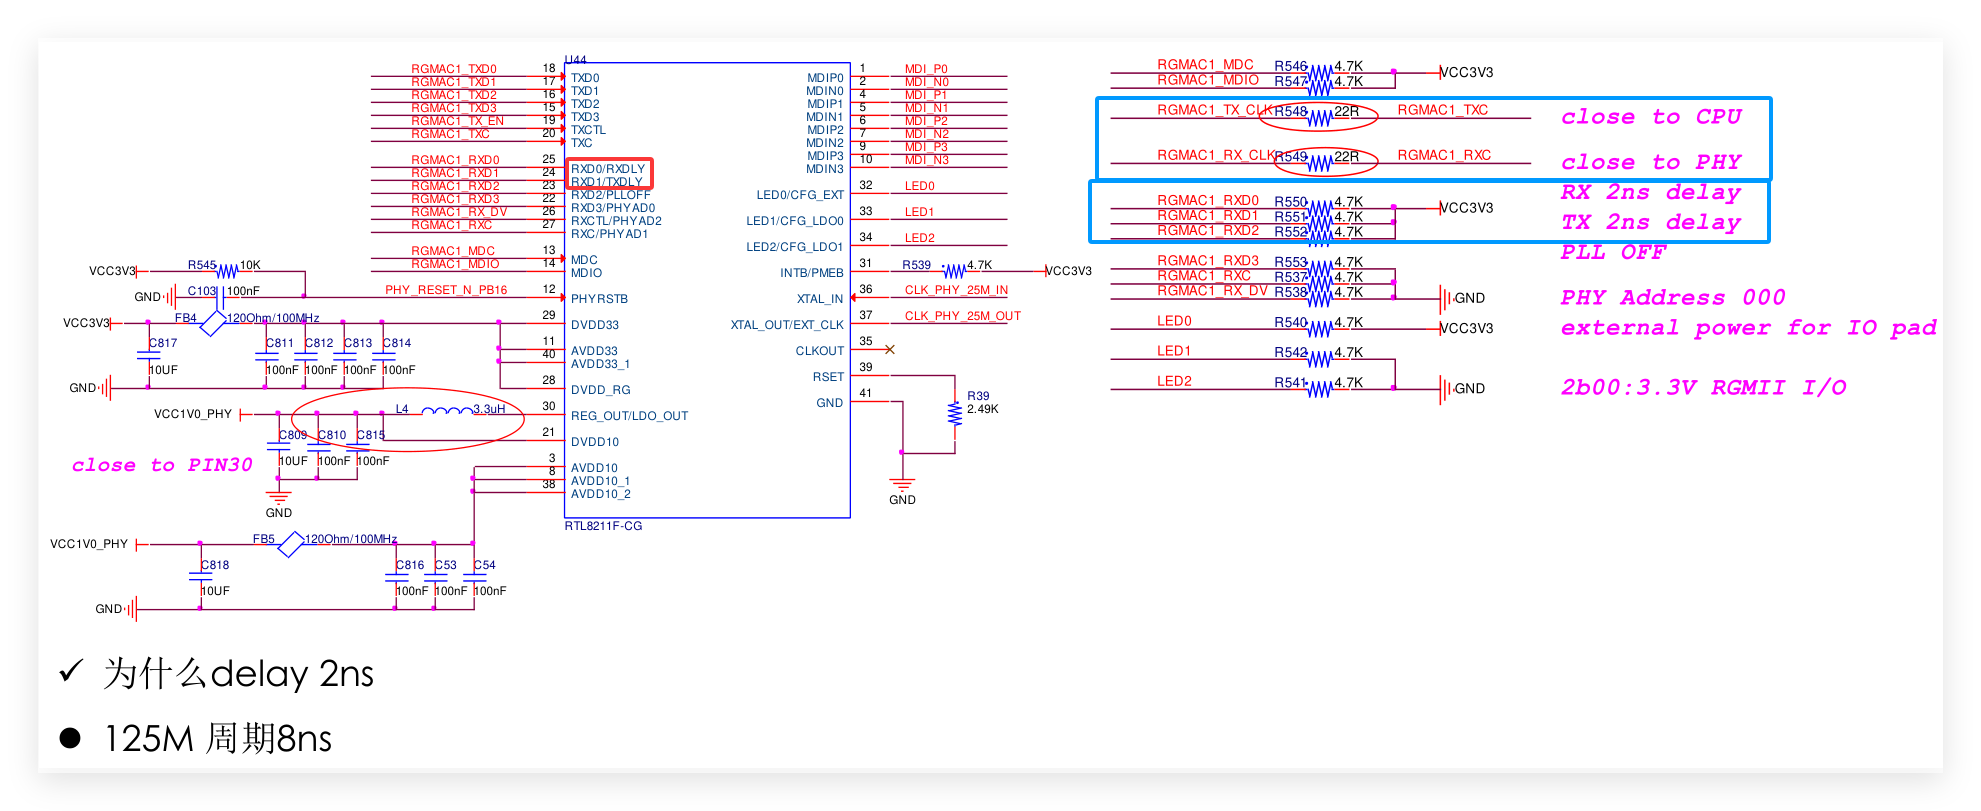 U44
RGMAC1_TXD0 18 TXD0
RGMAC1_TXD1 17 TXD1
RGMAC1_TXD2 16 TXD2
RGMAC1_TXD3 15 TXD3
RGMAC1_TX_EN 19 TXCTL
RGMAC1_TXC 20 TXC
RGMAC1_RXD0 25 RXD0/RXDLY
RGMAC1_RXD1 24 RXD1/TXDLY
RGMAC1_RXD2 23 RXD2/PLLOFF
RGMAC1_RXD3 22 RXD3/PHYAD0
RGMAC1_RX_DV 26 RXCTL/PHYAD2
RGMAC1_RXC 27 RXC/PHYAD1
RGMAC1_MDC 13 MDC
RGMAC1_MDIO 14 MDIO
VCC3V3 R545 10K
GND C103 100nF PHY_RESET_N_PB16 12 PHYRSTB
VCC3V3 FB4 120Ohm/100MHz 29 DVDD33
C817 C811 C812 C813 C814 11 AVDD33
40 AVDD33_1
10UF 100nF 100nF 100nF 100nF
GND 28 DVDD_RG
VCC1V0_PHY L4 3.3uH 30 REG_OUT/LDO_OUT
C809 C810 C815 21 DVDD10
10UF 100nF 100nF
close to PIN30
3 AVDD10
8 AVDD10_1
38 AVDD10_2
GND
RTL8211F-CG
VCC1V0_PHY FB5 120Ohm/100MHz
C818 C816 C53 C54
10UF 100nF 100nF 100nF
GND
MDIP0 1 MDI_P0
MDIN0 2 MDI_N0
MDIP1 4 MDI_P1
MDIN1 5 MDI_N1
MDIP2 6 MDI_P2
MDIN2 7 MDI_N2
MDIP3 9 MDI_P3
MDIN3 10 MDI_N3
LED0/CFG_EXT 32 LED0
LED1/CFG_LDO0 33 LED1
LED2/CFG_LDO1 34 LED2
INTB/PMEB 31 R539 4.7K VCC3V3
XTAL_IN 36 CLK_PHY_25M_IN
XTAL_OUT/EXT_CLK 37 CLK_PHY_25M_OUT
CLKOUT 35
RSET 39
GND 41 R39
2.49K
GND
RGMAC1_MDC R546 4.7K VCC3V3
RGMAC1_MDIO R547 4.7K
RGMAC1_TX_CLK R548 22R RGMAC1_TXC close to CPU
RGMAC1_RX_CLK R549 22R RGMAC1_RXC close to PHY
RX 2ns delay
RGMAC1_RXD0 R550 4.7K VCC3V3
RGMAC1_RXD1 R551 4.7K TX 2ns delay
RGMAC1_RXD2 R552 4.7K
PLL OFF
RGMAC1_RXD3 R553 4.7K
RGMAC1_RXC R537 4.7K
RGMAC1_RX_DV R538 4.7K GND PHY Address 000
LED0 R540 4.7K VCC3V3 external power for IO pad
LED1 R542 4.7K
LED2 R541 4.7K GND 2b00:3.3V RGMII I/O
✓ 为什么delay 2ns
● 125M 周期8ns